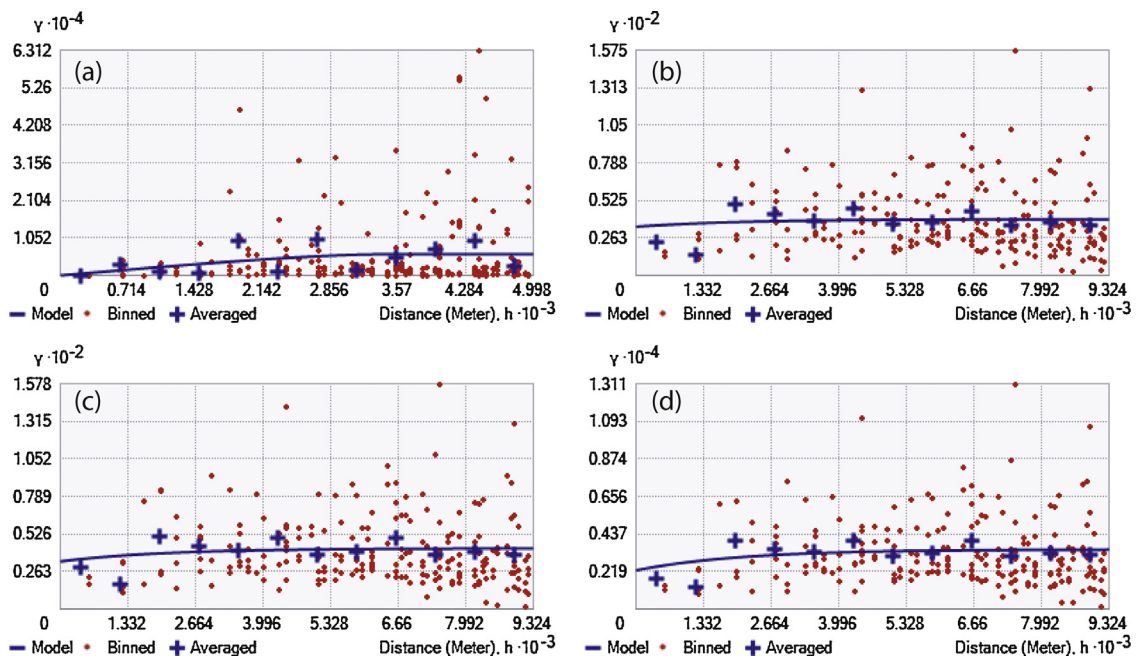 γ ·10-4
6.312
(a)
5.26
4.208
3.156
2.104
1.052
0 0.714 1.428 2.142 2.856 3.57 4.284 4.998
Model Binned Averaged Distance (Meter), h ·10-3
γ ·10-2
1.575
(b)
1.313
1.05
0.788
0.525
0.263
0 1.332 2.664 3.996 5.328 6.66 7.992 9.324
Model Binned Averaged Distance (Meter), h ·10-3
γ ·10-2
1.578
(c)
1.315
1.052
0.789
0.526
0.263
0 1.332 2.664 3.996 5.328 6.66 7.992 9.324
Model Binned Averaged Distance (Meter), h ·10-3
γ ·10-4
1.311
(d)
1.093
0.874
0.656
0.437
0.219
0 1.332 2.664 3.996 5.328 6.66 7.992 9.324
Model Binned Averaged Distance (Meter), h ·10-3